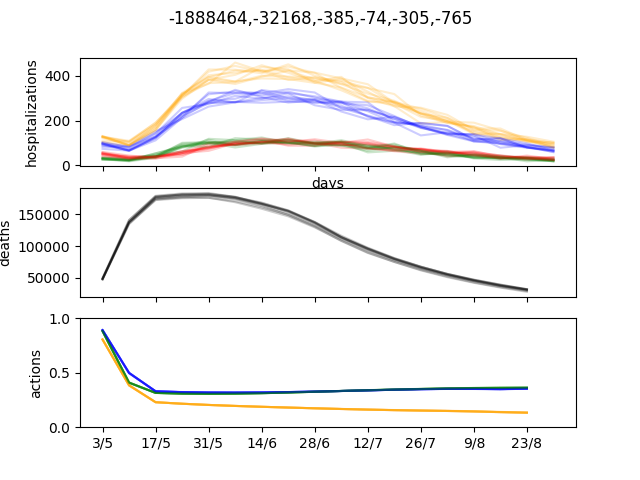 -1888464,-32168,-385,-74,-305,-765
hospitalizations
400
200
0
days
deaths
150000
100000
50000
actions
1.0
0.5
0.0
3/5 17/5 31/5 14/6 28/6 12/7 26/7 9/8 23/8